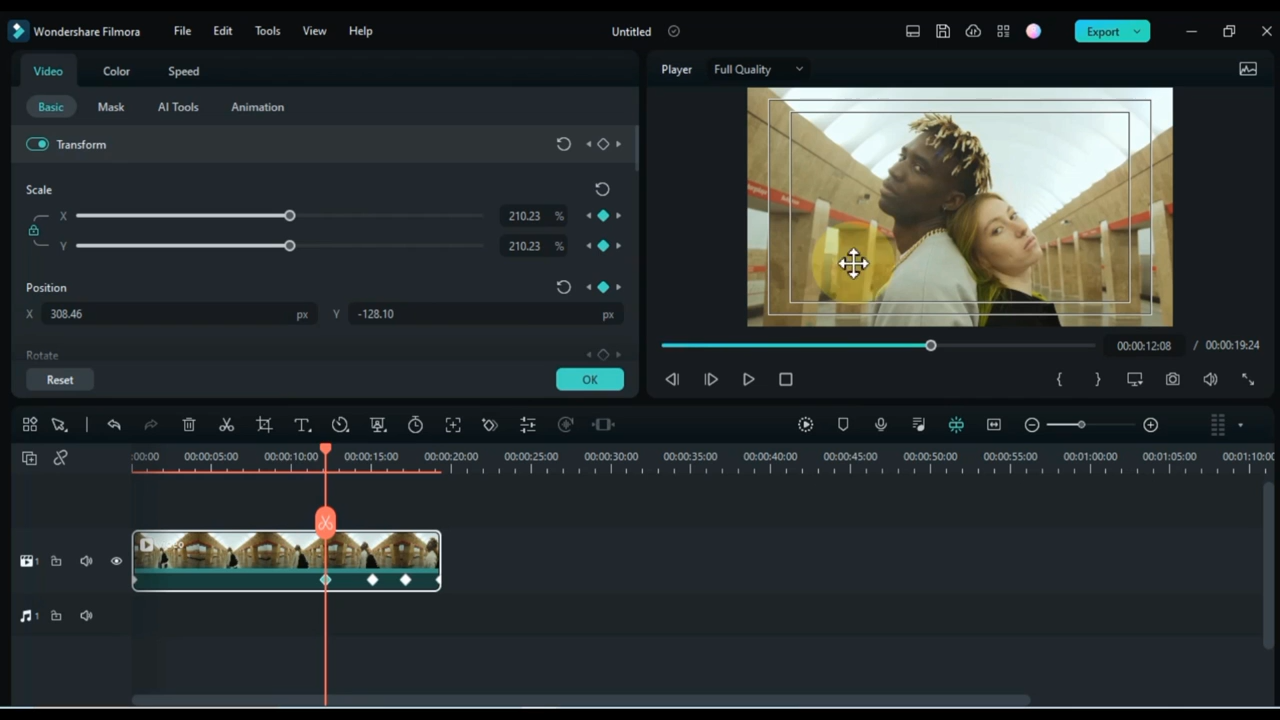 Wondershare Filmora File Edit Tools View Help Untitled Export
Video Color Speed
Player Full Quality
Basic Mask AI Tools Animation
Transform
Scale
X 210.23 %
Y 210.23 %
Position
X 308.46 px Y -128.10 px
Rotate
Reset OK
00:00:12:08 / 00:00:19:24
:00:00 00:00:05:00 00:00:10:00 00:00:15:00 00:00:20:00 00:00:25:00 00:00:30:00 00:00:35:00 00:00:40:00 00:00:45:00 00:00:50:00 00:00:55:00 00:01:00:00 00:01:05:00 00:01:10:00
1
1